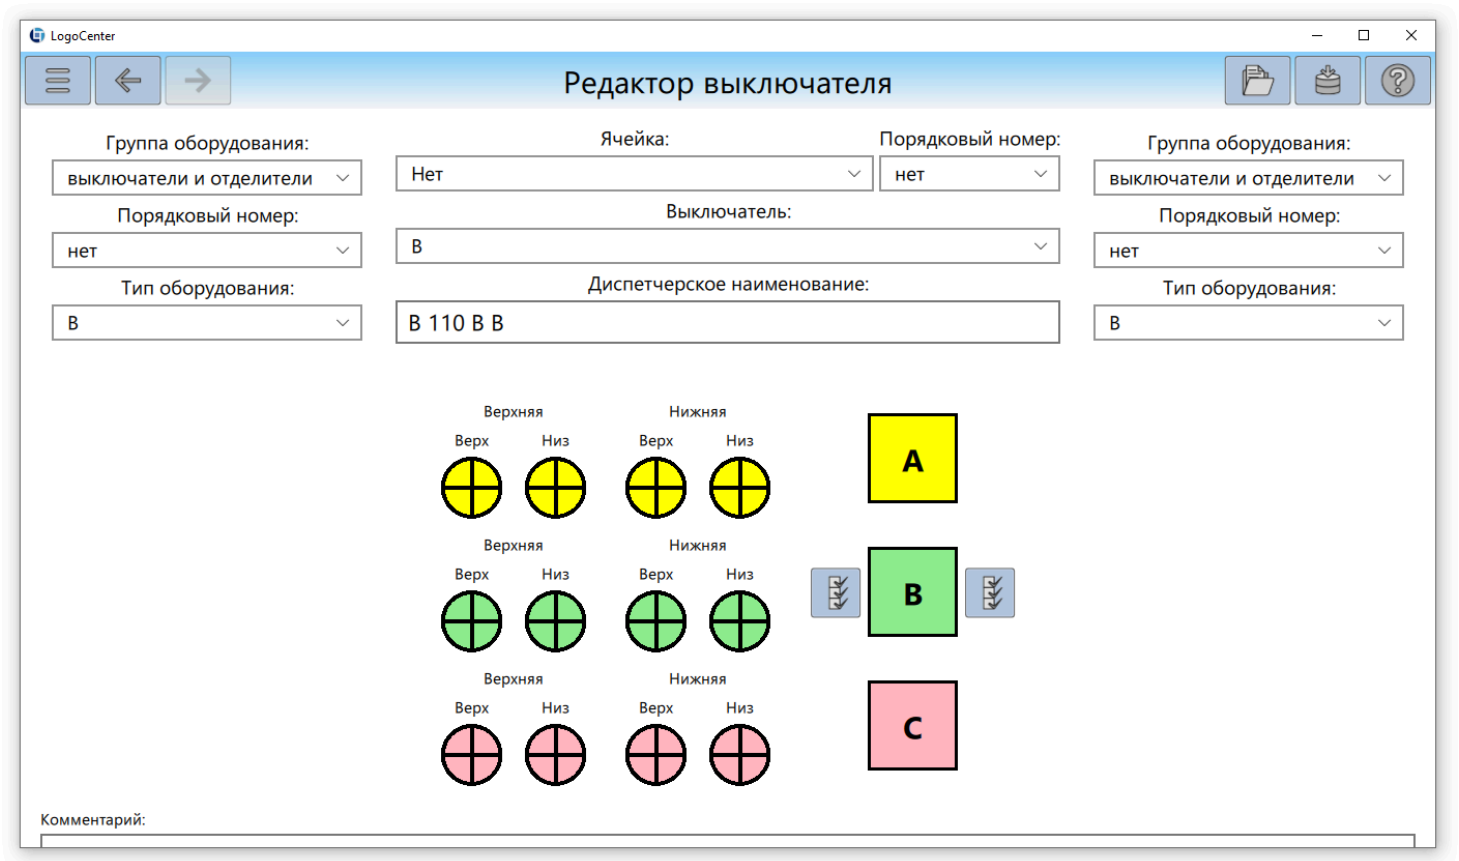 LogoCenter
Редактор выключателя
Группа оборудования:
выключатели и отделители
Порядковый номер:
нет
Тип оборудования:
В
Ячейка:
Порядковый номер:
Нет
нет
Выключатель:
В
Диспетчерское наименование:
В 110 В В
Группа оборудования:
выключатели и отделители
Порядковый номер:
нет
Тип оборудования:
В
Верхняя Нижняя
Верх Низ Верх Низ
A
Верхняя Нижняя
Верх Низ Верх Низ
B
Верхняя Нижняя
Верх Низ Верх Низ
C
Комментарий: